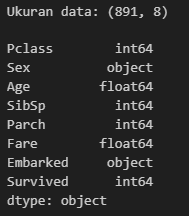 Ukuran data: (891, 8)
Pclass int64
Sex object
Age float64
SibSp int64
Parch int64
Fare float64
Embarked object
Survived int64
dtype: object